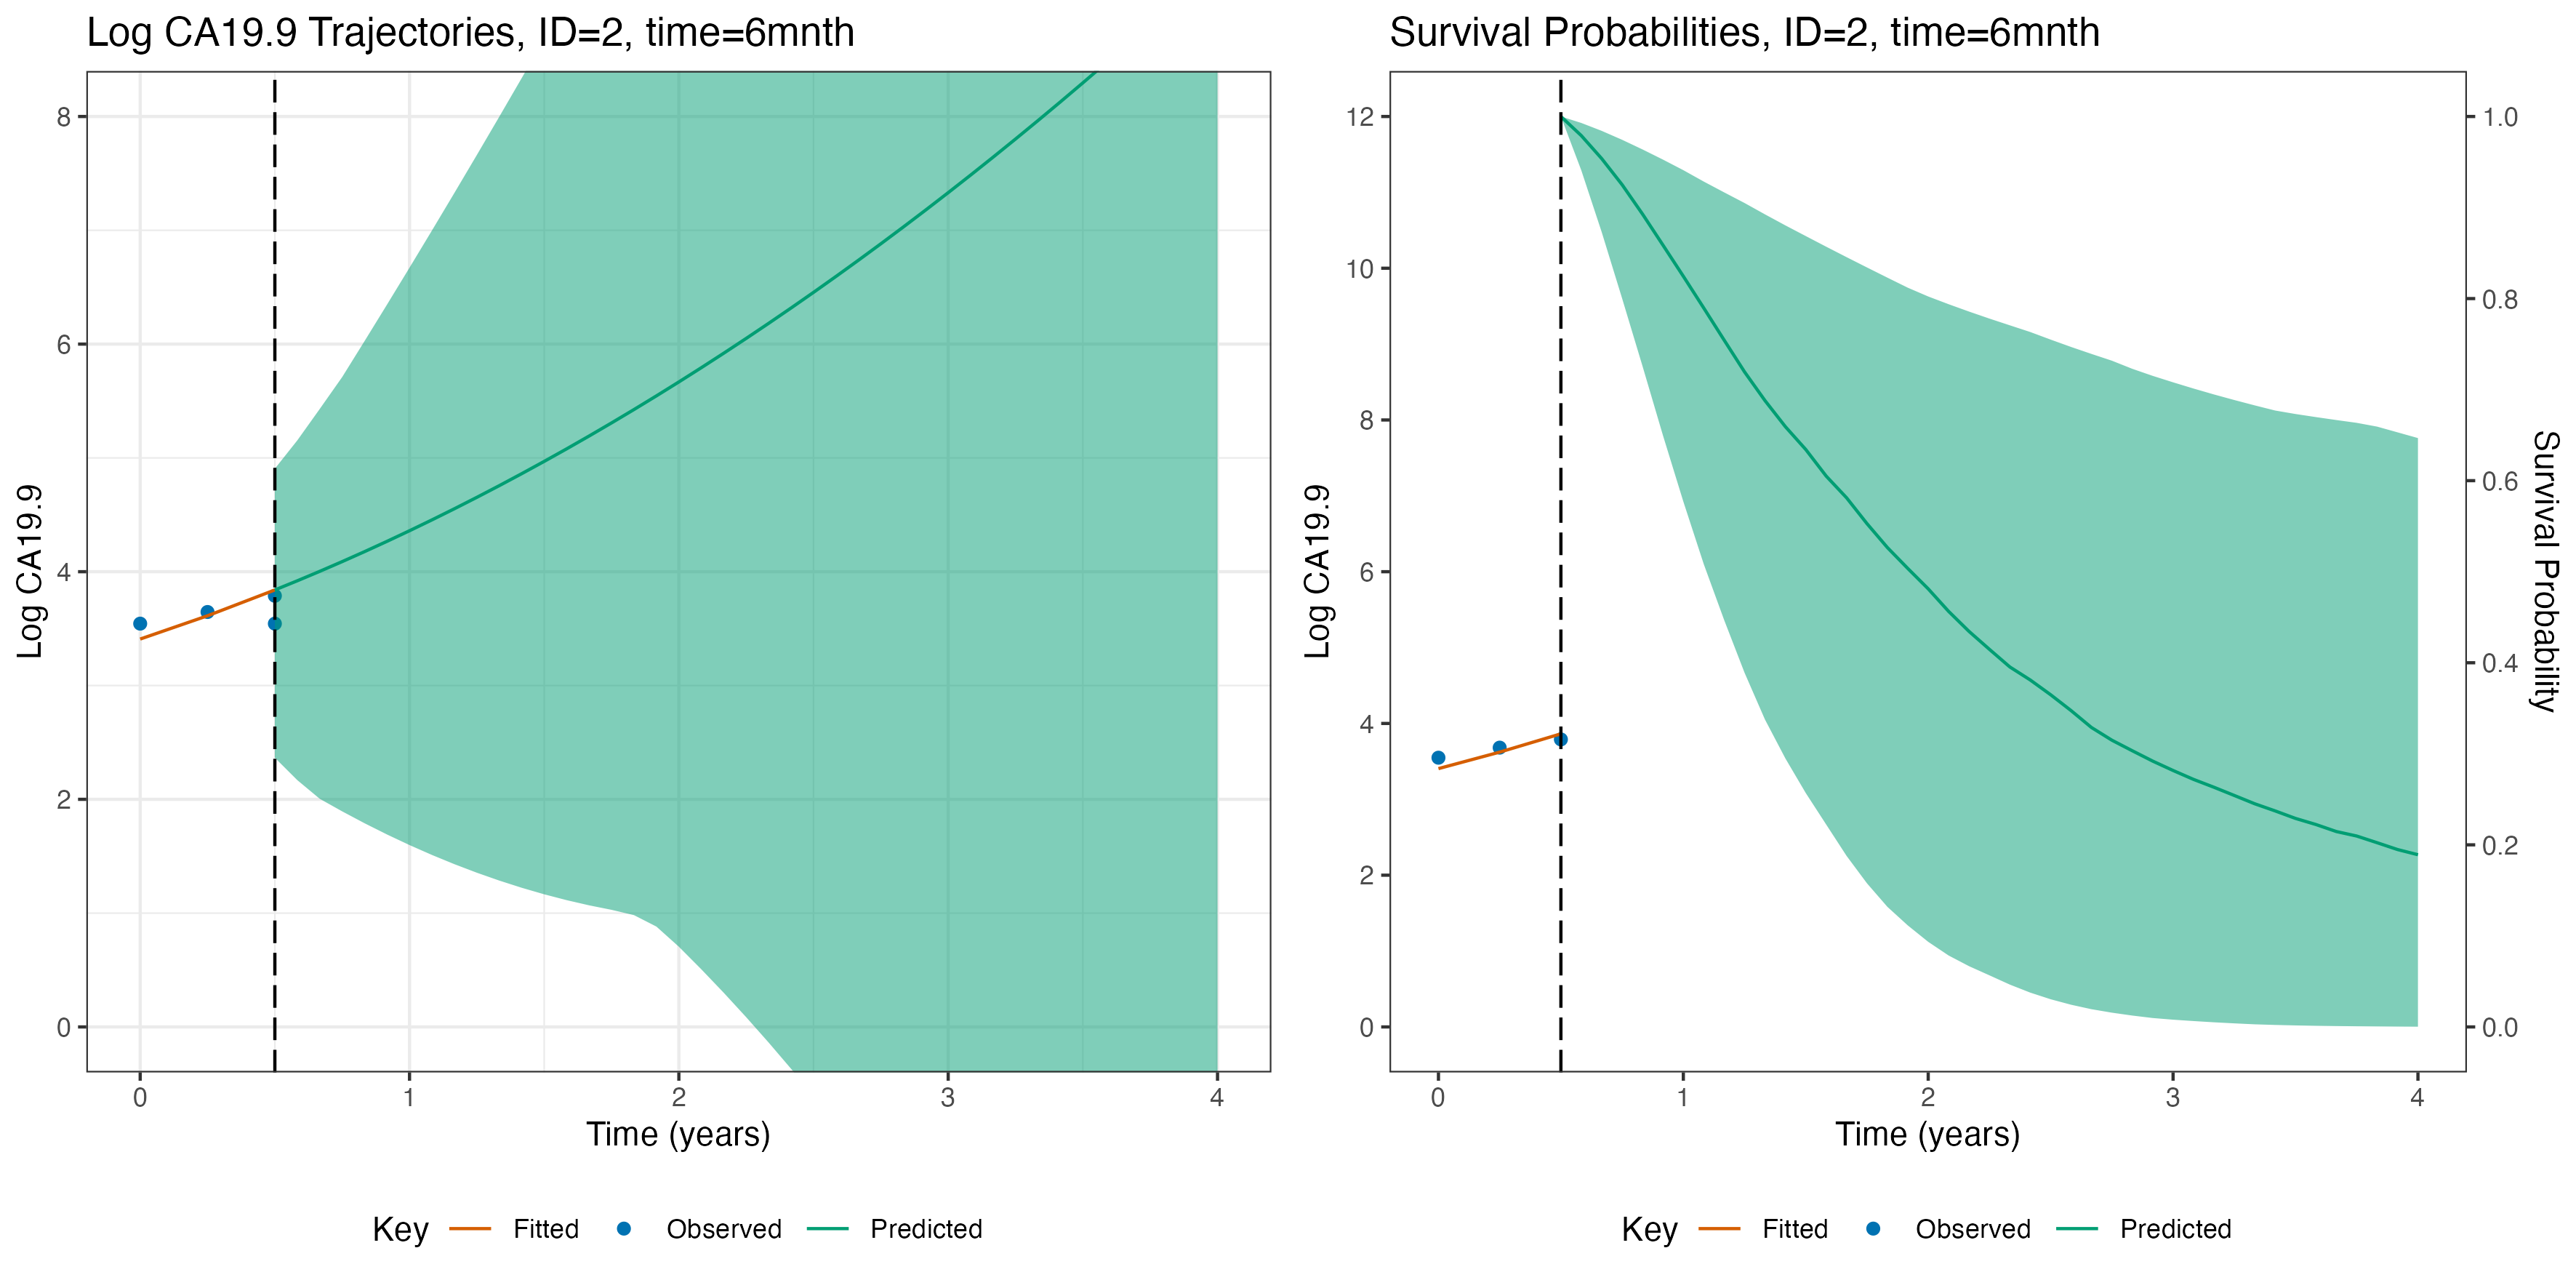 Log CA19.9 Trajectories, ID=2, time=6mnth
Log CA19.9
8
6
4
2
0
0 1 2 3 4
Time (years)
Key Fitted Observed Predicted
Survival Probabilities, ID=2, time=6mnth
Log CA19.9
12
10
8
6
4
2
0
1.0
0.8
0.6
0.4
0.2
0.0
Survival Probability
0 1 2 3 4
Time (years)
Key Fitted Observed Predicted